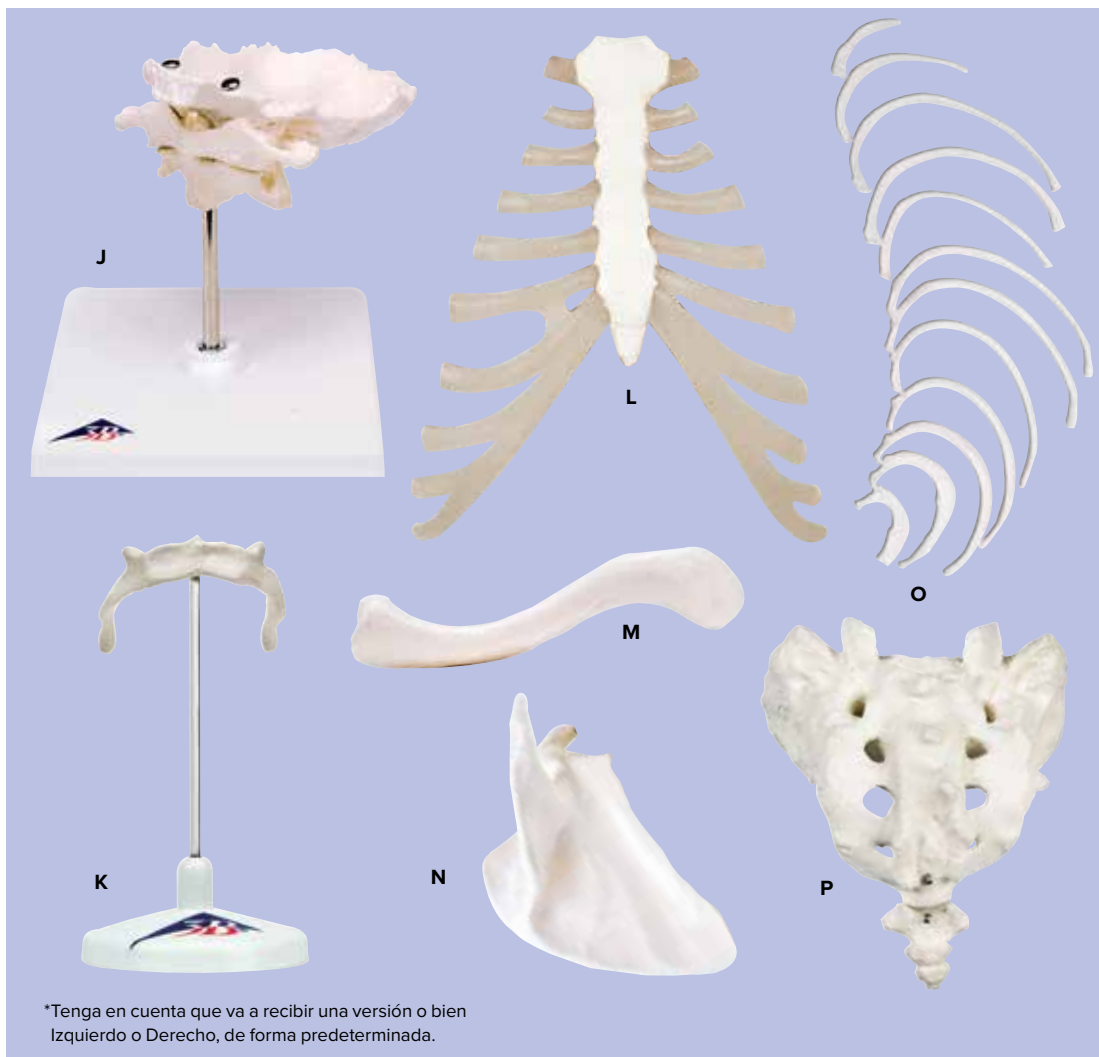 J
L
O
M
K
N
P
*Tenga en cuenta que va a recibir una versión o bien
Izquierdo o Derecho, de forma predeterminada.